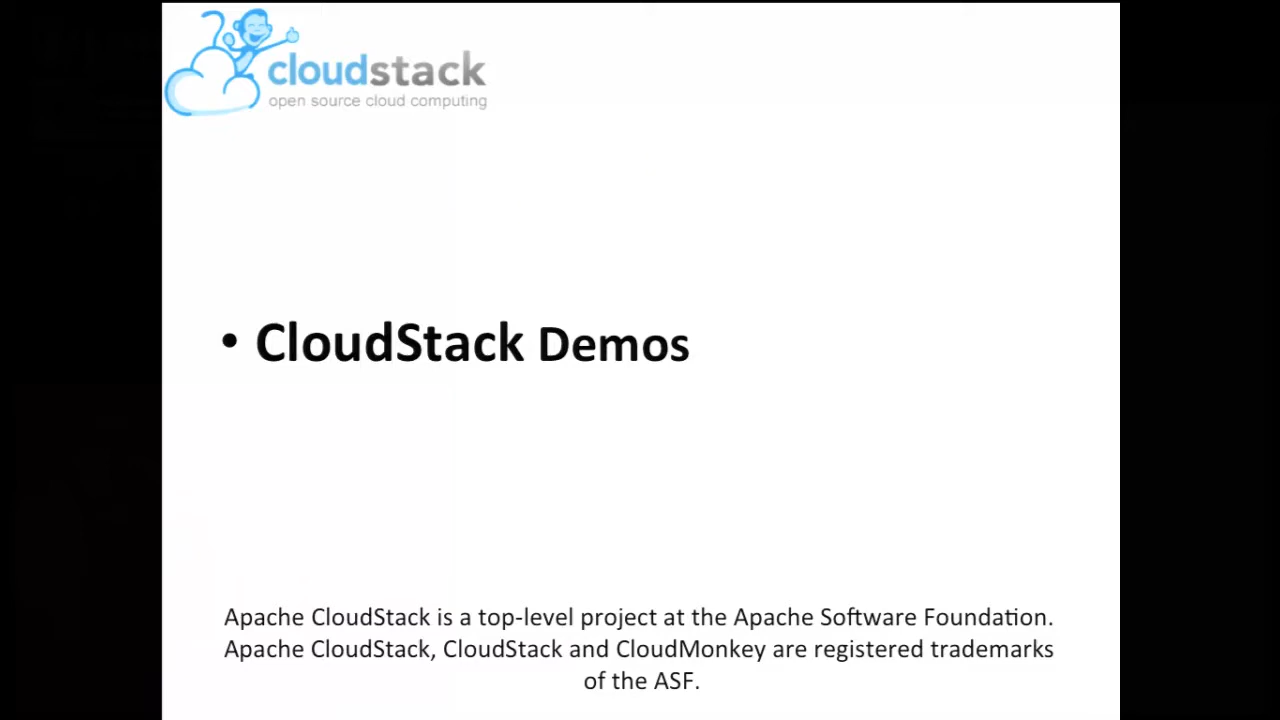 cloudstack
open source cloud computing
• CloudStack Demos
Apache CloudStack is a top-level project at the Apache Software Foundation.
Apache CloudStack, CloudStack and CloudMonkey are registered trademarks
of the ASF.